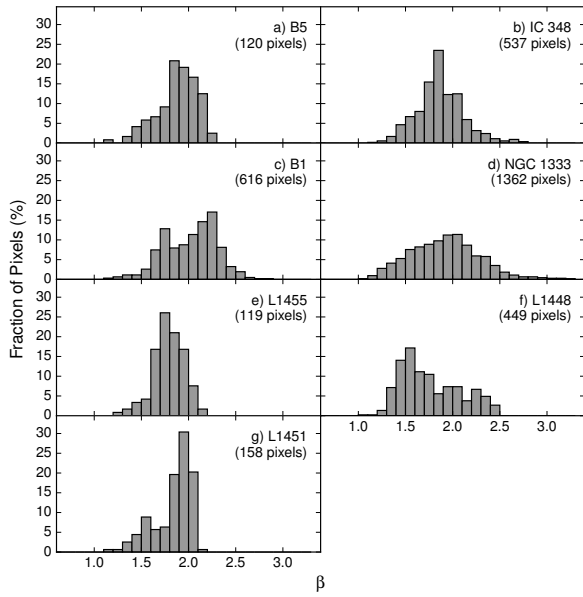 Fraction of Pixels (%)
a) B5
(120 pixels)
30
25
20
15
10
5
0
b) IC 348
(537 pixels)
c) B1
(616 pixels)
30
25
20
15
10
5
0
d) NGC 1333
(1362 pixels)
e) L1455
(119 pixels)
30
25
20
15
10
5
0
f) L1448
(449 pixels)
1.0 1.5 2.0 2.5 3.0
g) L1451
(158 pixels)
30
25
20
15
10
5
0
1.0 1.5 2.0 2.5 3.0
β